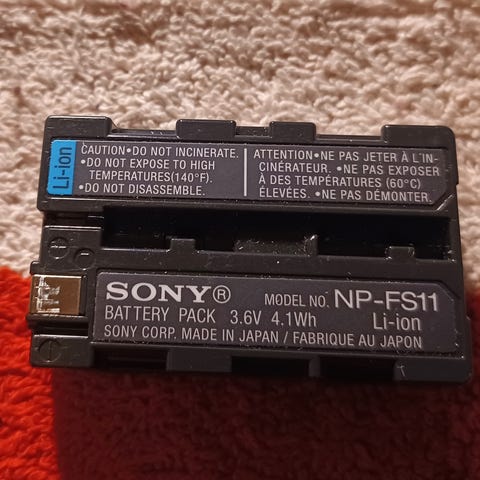 Li-ion
CAUTION•DO NOT INCINERATE.
•DO NOT EXPOSE TO HIGH
TEMPERATURES(140°F).
•DO NOT DISASSEMBLE.
ATTENTION•NE PAS JETER À L'IN-
CINÉRATEUR. •NE PAS EXPOSER
À DES TEMPÉRATURES (60°C)
ÉLEVÉES. •NE PAS DÉMONTER.
SONY® MODEL NO. NP-FS11
BATTERY PACK 3.6V 4.1Wh Li-ion
SONY CORP. MADE IN JAPAN / FABRIQUE AU JAPON